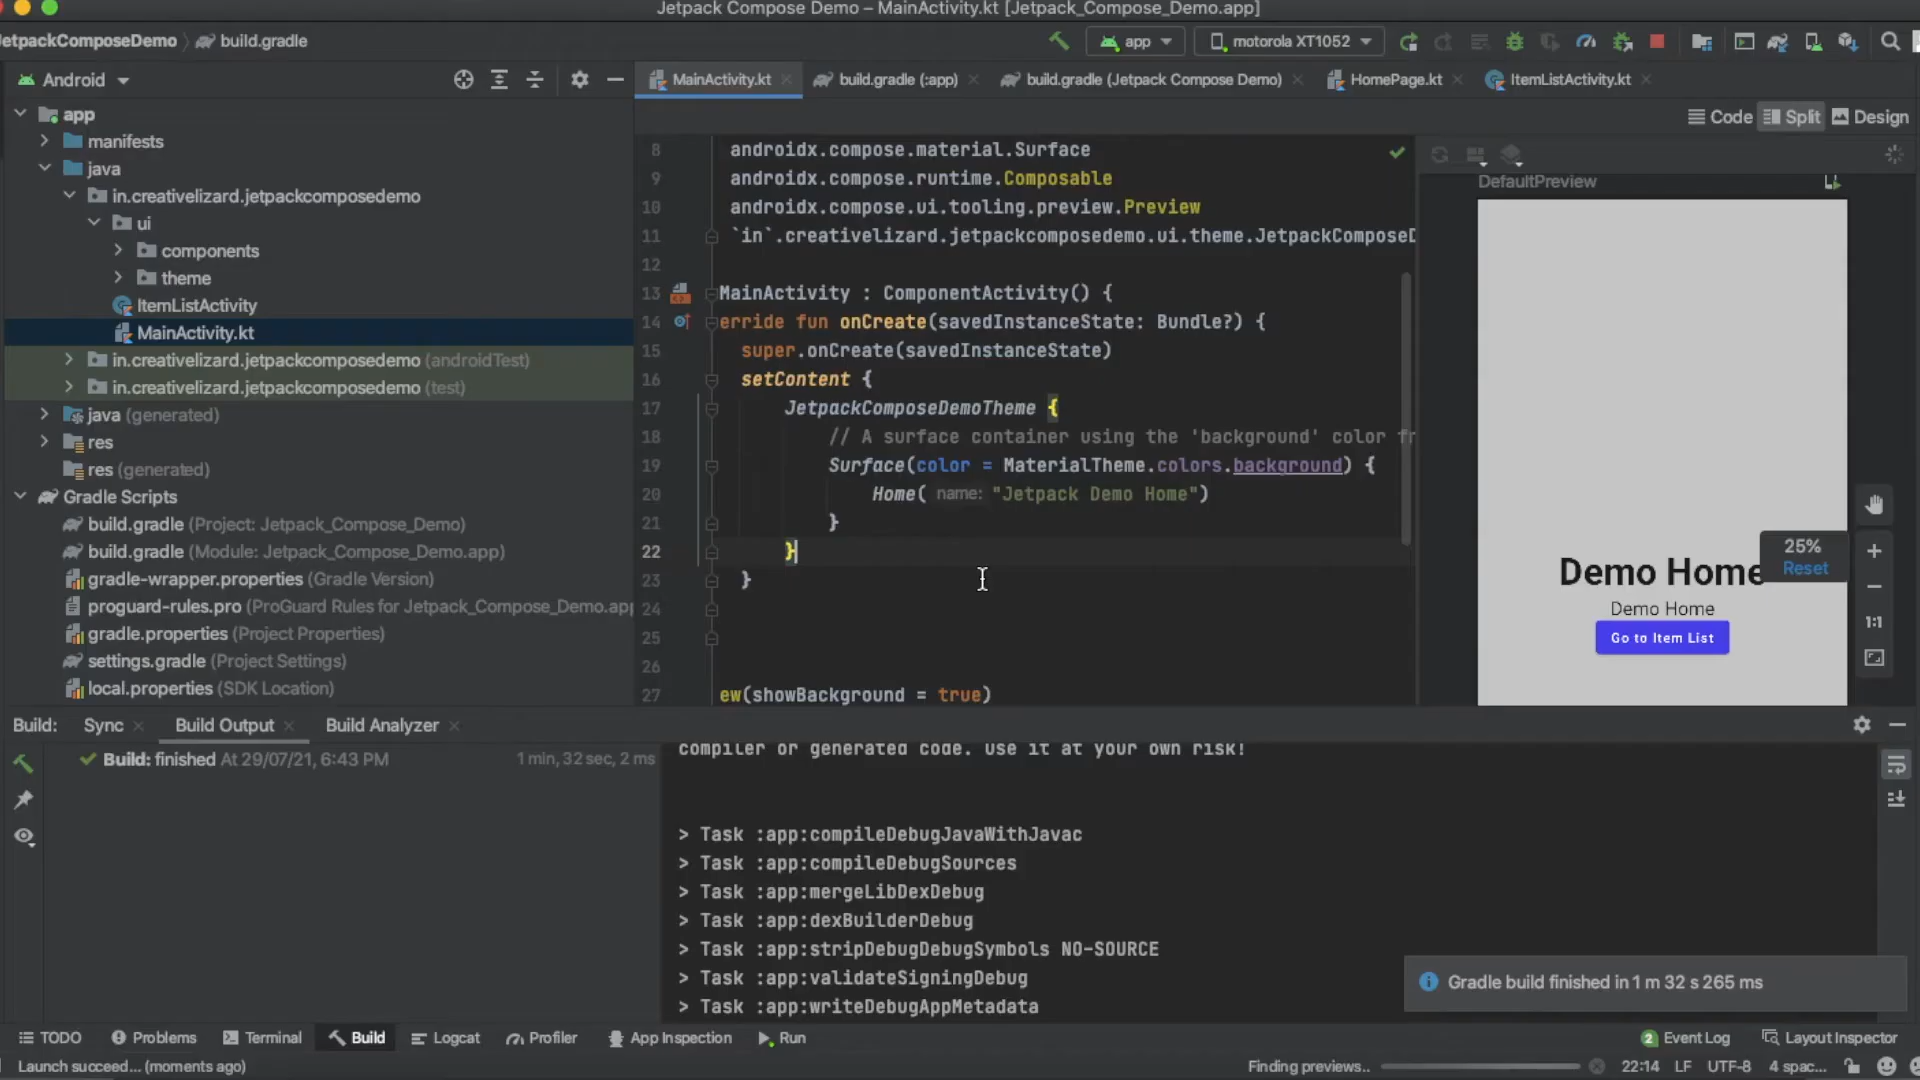 Jetpack Compose Demo – MainActivity.kt [Jetpack_Compose_Demo.app]
JetpackComposeDemo build.gradle
app motorola XT1052
Android
MainActivity.kt build.gradle (:app) build.gradle (Jetpack Compose Demo) HomePage.kt ItemListActivity.kt
Code Split Design
app
manifests
java
in.creativelizard.jetpackcomposedemo
ui
components
theme
ItemListActivity
MainActivity.kt
in.creativelizard.jetpackcomposedemo (androidTest)
in.creativelizard.jetpackcomposedemo (test)
java (generated)
res
res (generated)
Gradle Scripts
build.gradle (Project: Jetpack_Compose_Demo)
build.gradle (Module: Jetpack_Compose_Demo.app)
gradle-wrapper.properties (Gradle Version)
proguard-rules.pro (ProGuard Rules for Jetpack_Compose_Demo.app
gradle.properties (Project Properties)
settings.gradle (Project Settings)
local.properties (SDK Location)
8 androidx.compose.material.Surface
9 androidx.compose.runtime.Composable
10 androidx.compose.ui.tooling.preview.Preview
11 `in`.creativelizard.jetpackcomposedemo.ui.theme.JetpackComposeD
12
13 MainActivity : ComponentActivity() {
14 erride fun onCreate(savedInstanceState: Bundle?) {
15 super.onCreate(savedInstanceState)
16 setContent {
17 JetpackComposeDemoTheme {
18 // A surface container using the 'background' color fr
19 Surface(color = MaterialTheme.colors.background) {
20 Home( name: "Jetpack Demo Home")
21 }
22 }
23 }
24
25
26
27 ew(showBackground = true)
DefaultPreview
Demo Home
Demo Home
Go to Item List
25%
Reset
1:1
Build: Sync Build Output Build Analyzer
Build: finished At 29/07/21, 6:43 PM 1 min, 32 sec, 2 ms
compiler or generated code. Use it at your own risk!
> Task :app:compileDebugJavaWithJavac
> Task :app:compileDebugSources
> Task :app:mergeLibDexDebug
> Task :app:dexBuilderDebug
> Task :app:stripDebugDebugSymbols NO-SOURCE
> Task :app:validateSigningDebug
> Task :app:writeDebugAppMetadata
Gradle build finished in 1 m 32 s 265 ms
TODO Problems Terminal Build Logcat Profiler App Inspection Run 2 Event Log Layout Inspector
Launch succeed... (moments ago) Finding previews.. 22:14 LF UTF-8 4 spac...